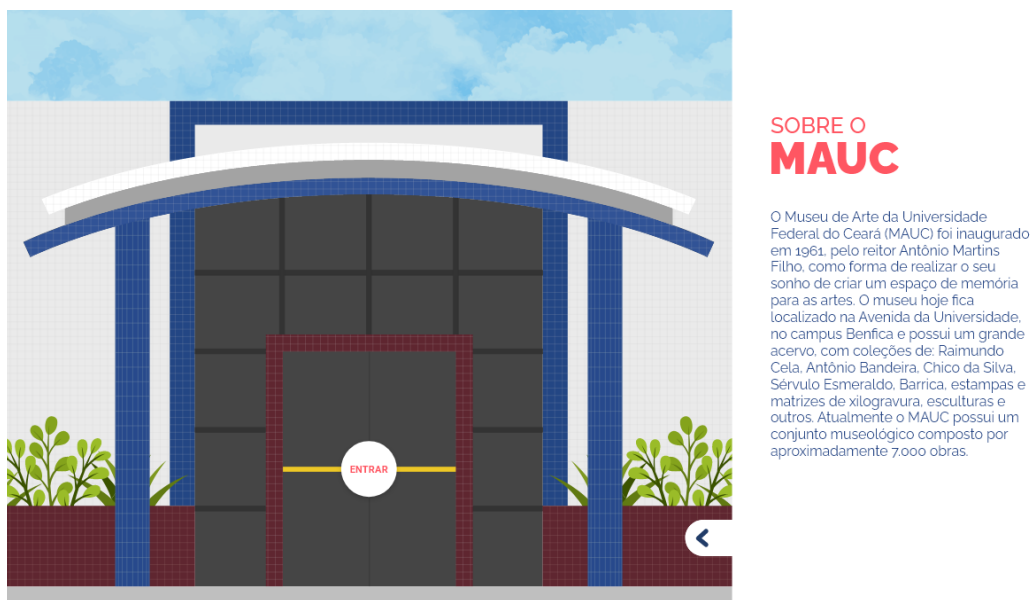 SOBRE O
MAUC
O Museu de Arte da Universidade
Federal do Ceará (MAUC) foi inaugurado
em 1961, pelo reitor Antônio Martins
Filho, como forma de realizar o seu
sonho de criar um espaço de memória
para as artes. O museu hoje fica
localizado na Avenida da Universidade,
no campus Benfica e possui um grande
acervo, com coleções de: Raimundo
Cela, Antônio Bandeira, Chico da Silva,
Sérvulo Esmeraldo, Barrica, estampas e
matrizes de xilogravura, esculturas e
outros. Atualmente o MAUC possui um
conjunto museológico composto por
aproximadamente 7.000 obras.
ENTRAR